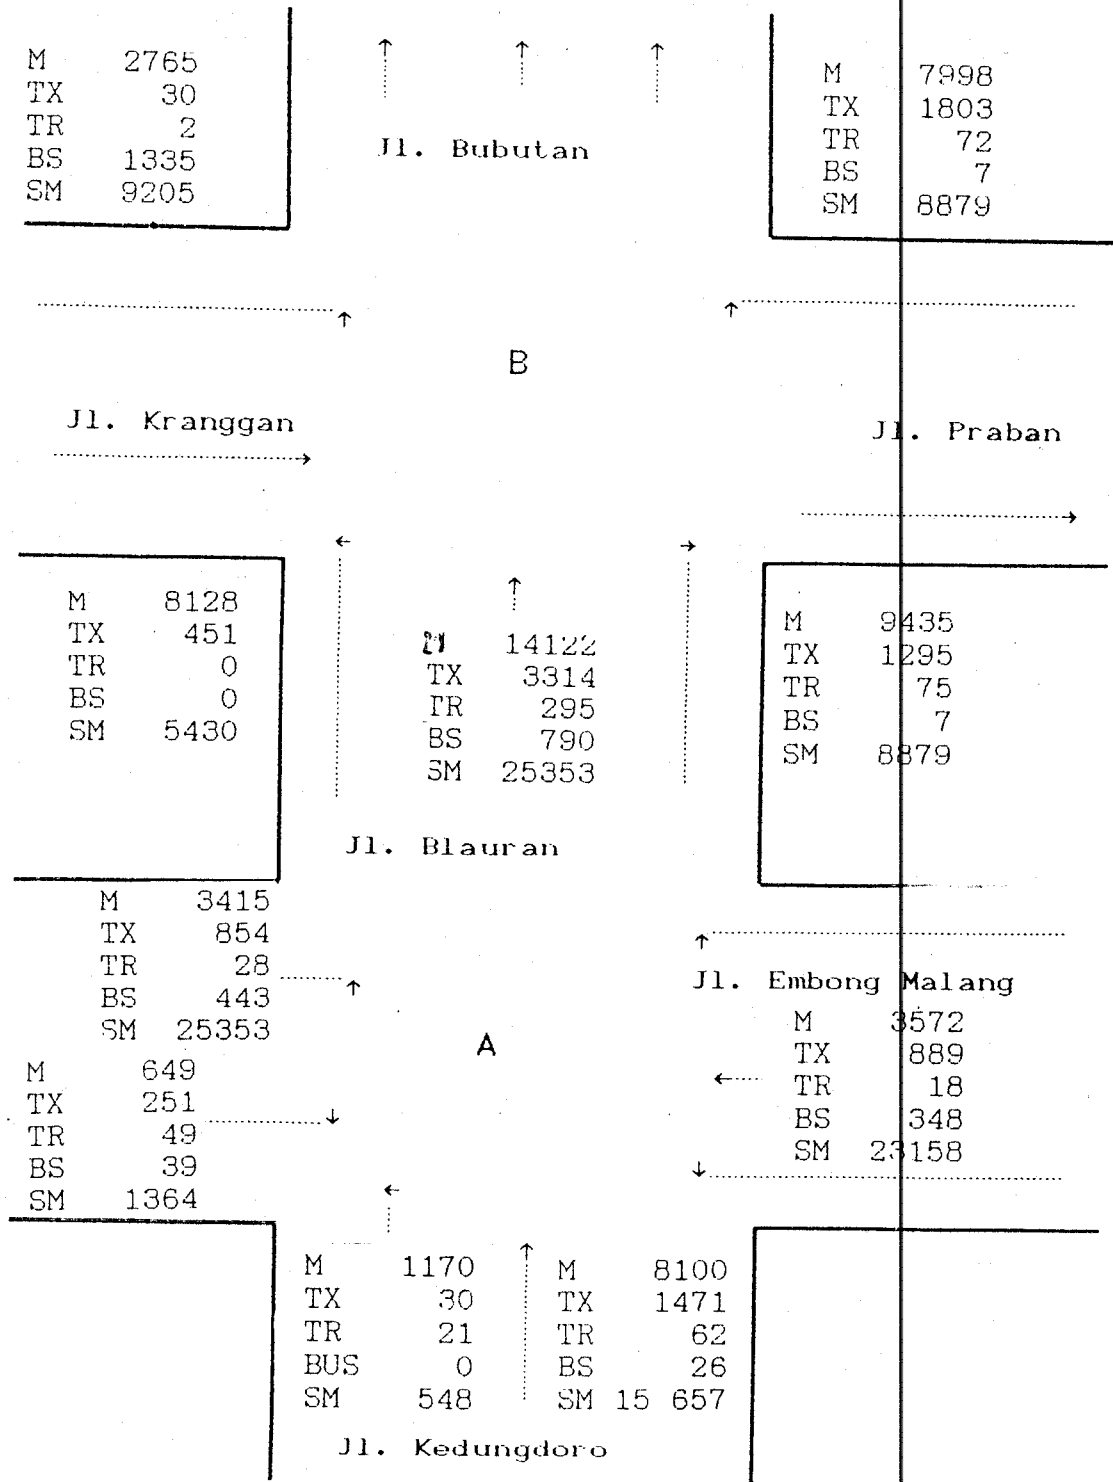 M 2765
TX 30
TR 2
BS 1335
SM 9205
Jl. Bubutan
M 7998
TX 1803
TR 72
BS 7
SM 8879
B
Jl. Kranggan
Jl. Praban
M 8128
TX 451
TR 0
BS 0
SM 5430
14122
TX 3314
TR 295
BS 790
SM 25353
M 9435
TX 1295
TR 75
BS 7
SM 8879
Jl. Blauran
M 3415
TX 854
TR 28
BS 443
SM 25353
M 649
TX 251
TR 49
BS 39
SM 1364
A
Jl. Embong Malang
M 3572
TX 889
TR 18
BS 348
SM 23158
M 1170
TX 30
TR 21
BUS 0
SM 548
M 8100
TX 1471
TR 62
BS 26
SM 15 657
Jl. Kedungdoro